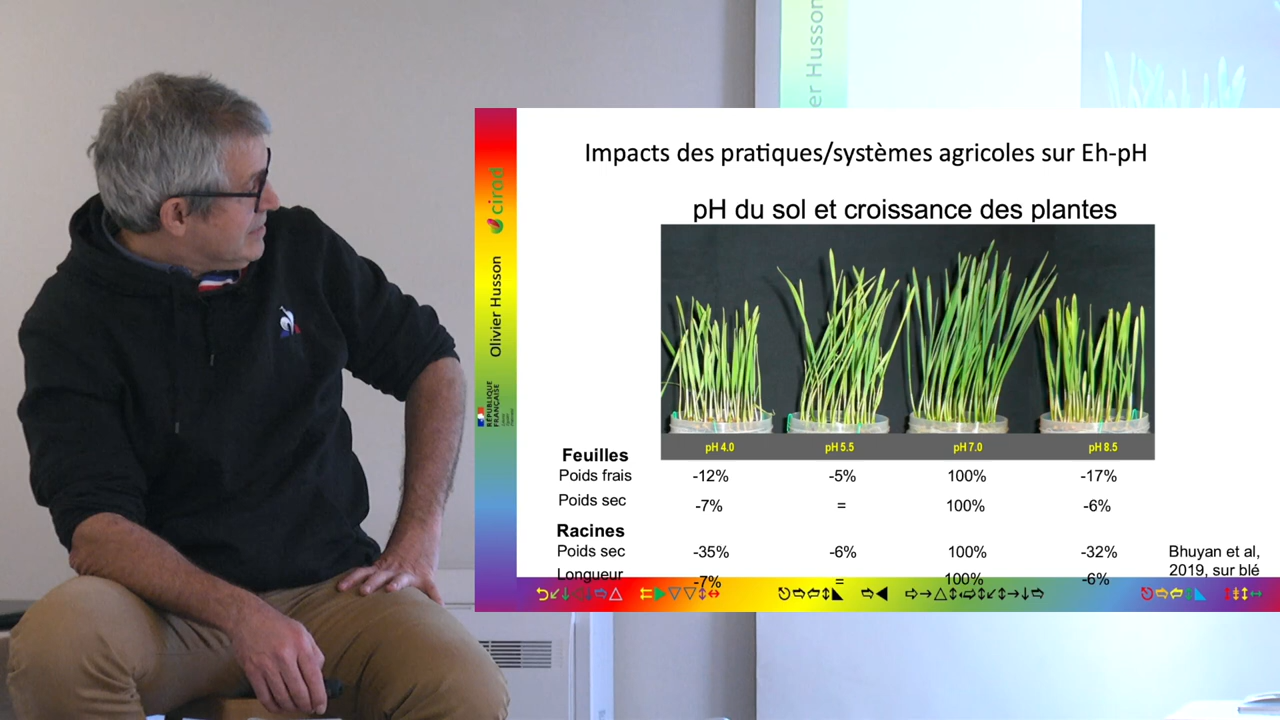 er Husson
Impacts des pratiques/systèmes agricoles sur Eh-pH
pH du sol et croissance des plantes
cirad
Olivier Husson
RÉPUBLIQUE
FRANÇAISE
pH 4.0 pH 5.5 pH 7.0 pH 8.5
Feuilles
Poids frais -12% -5% 100% -17%
Poids sec -7% = 100% -6%
Racines
Poids sec -35% -6% 100% -32%
Longueur -7% = 100% -6%
Bhuyan et al,
2019, sur blé